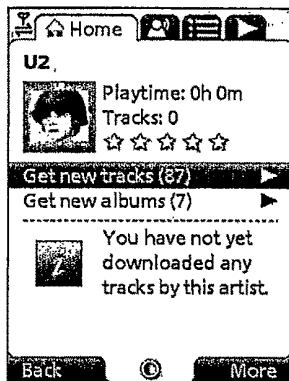 Home
U2
Playtime: 0h 0m
Tracks: 0
Get new tracks (87)
Get new albums (7)
You have not yet
downloaded any
tracks by this artist.
Back More